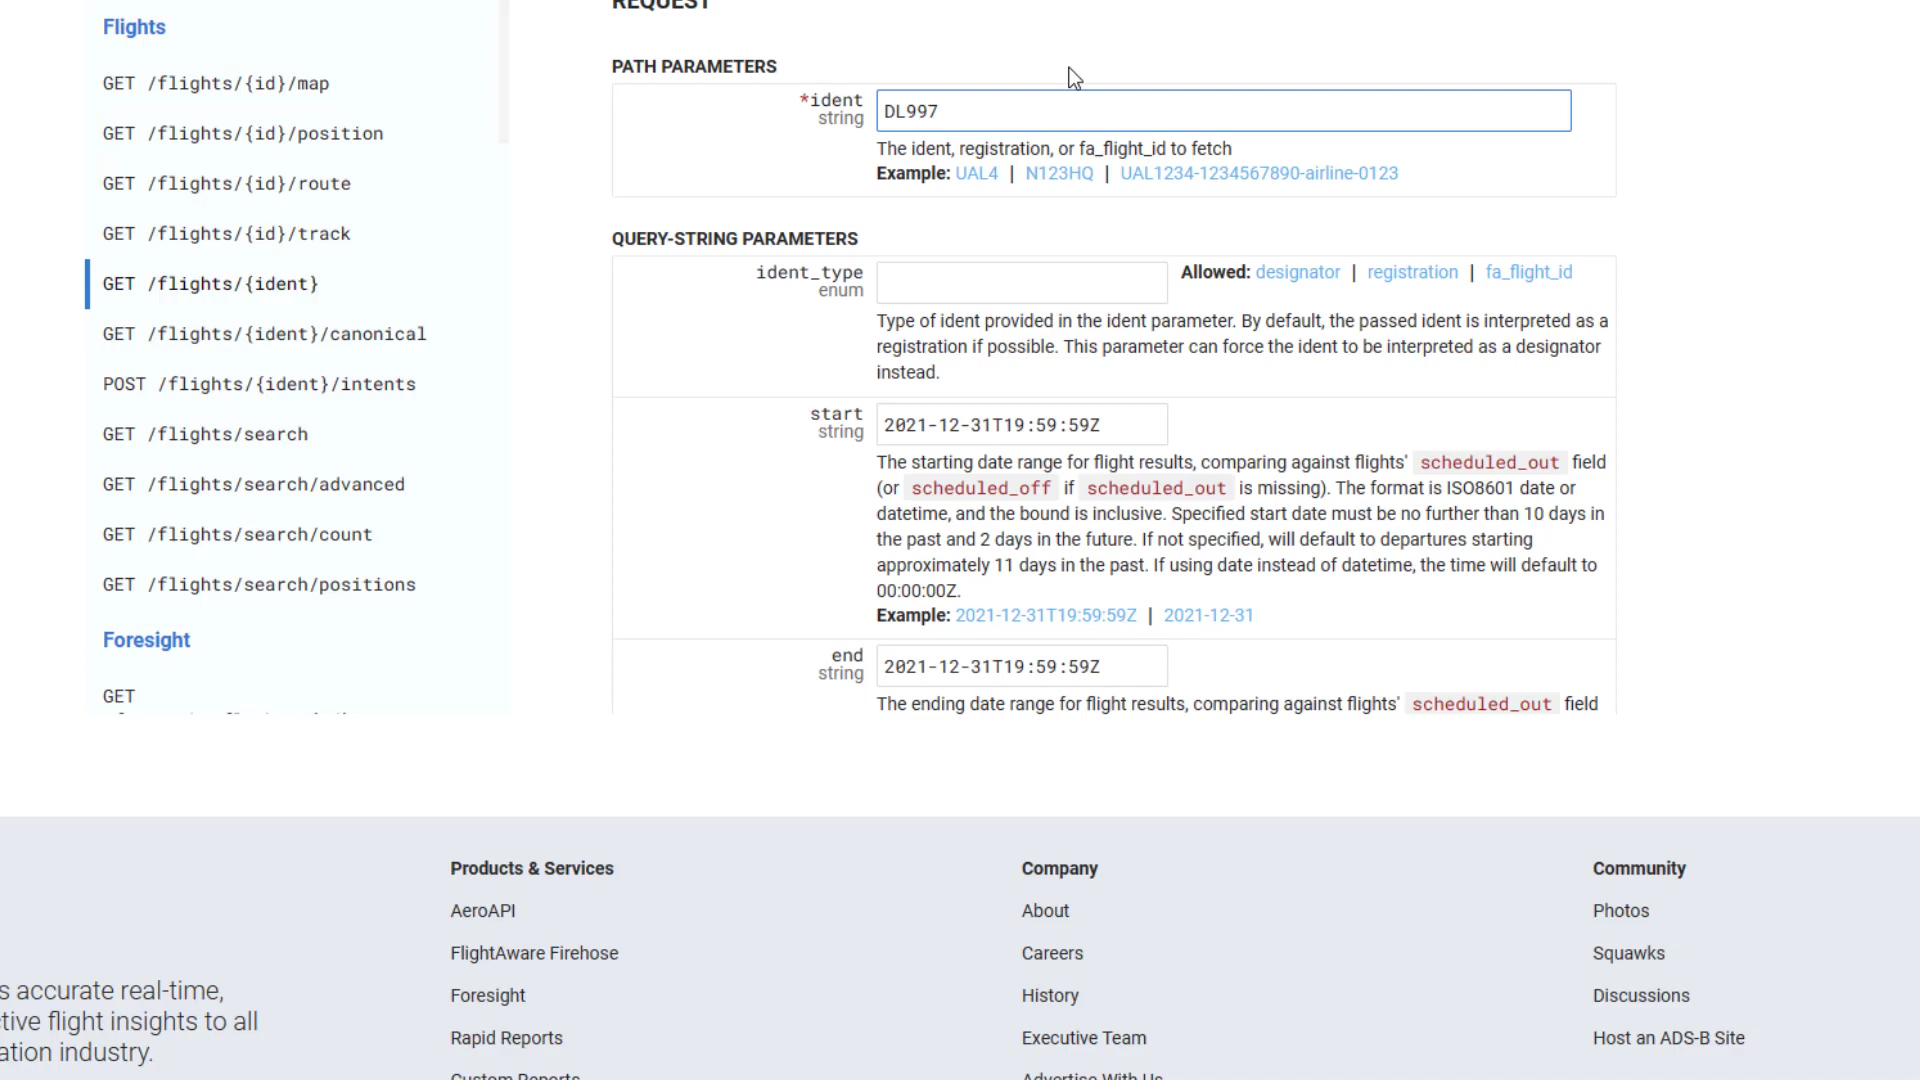 Flights
GET /flights/{id}/map
GET /flights/{id}/position
GET /flights/{id}/route
GET /flights/{id}/track
GET /flights/{ident}
GET /flights/{ident}/canonical
POST /flights/{ident}/intents
GET /flights/search
GET /flights/search/advanced
GET /flights/search/count
GET /flights/search/positions
Foresight
GET
REQUEST
PATH PARAMETERS
*ident
string
DL997
The ident, registration, or fa_flight_id to fetch
Example: UAL4 | N123HQ | UAL1234-1234567890-airline-0123
QUERY-STRING PARAMETERS
ident_type
enum
Allowed: designator | registration | fa_flight_id
Type of ident provided in the ident parameter. By default, the passed ident is interpreted as a
registration if possible. This parameter can force the ident to be interpreted as a designator
instead.
start
string
2021-12-31T19:59:59Z
The starting date range for flight results, comparing against flights' scheduled_out field
(or scheduled_off if scheduled_out is missing). The format is ISO8601 date or
datetime, and the bound is inclusive. Specified start date must be no further than 10 days in
the past and 2 days in the future. If not specified, will default to departures starting
approximately 11 days in the past. If using date instead of datetime, the time will default to
00:00:00Z.
Example: 2021-12-31T19:59:59Z | 2021-12-31
end
string
2021-12-31T19:59:59Z
The ending date range for flight results, comparing against flights' scheduled_out field
s accurate real-time,
ctive flight insights to all
ation industry.
Products & Services
AeroAPI
FlightAware Firehose
Foresight
Rapid Reports
Custom Reports
Company
About
Careers
History
Executive Team
Advertise With Us
Community
Photos
Squawks
Discussions
Host an ADS-B Site